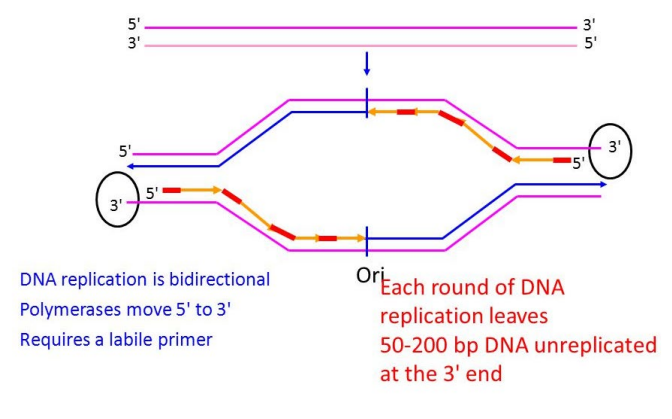 5' 3'
3' 5'
5' 3'
5'
5'
3'
Ori
DNA replication is bidirectional
Polymerases move 5' to 3'
Requires a labile primer
Each round of DNA
replication leaves
50-200 bp DNA unreplicated
at the 3' end